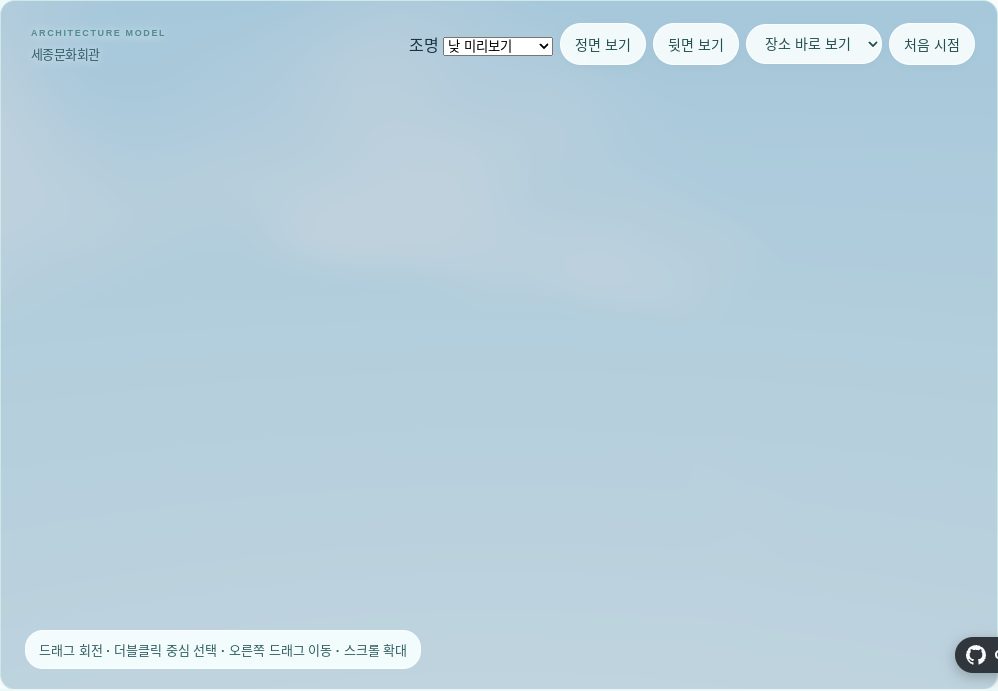 ARCHITECTURE MODEL
세종문화회관
조명 낮 미리보기 정면 보기 뒷면 보기 장소 바로 보기 처음 시점
드래그 회전 · 더블클릭 중심 선택 · 오른쪽 드래그 이동 · 스크롤 확대